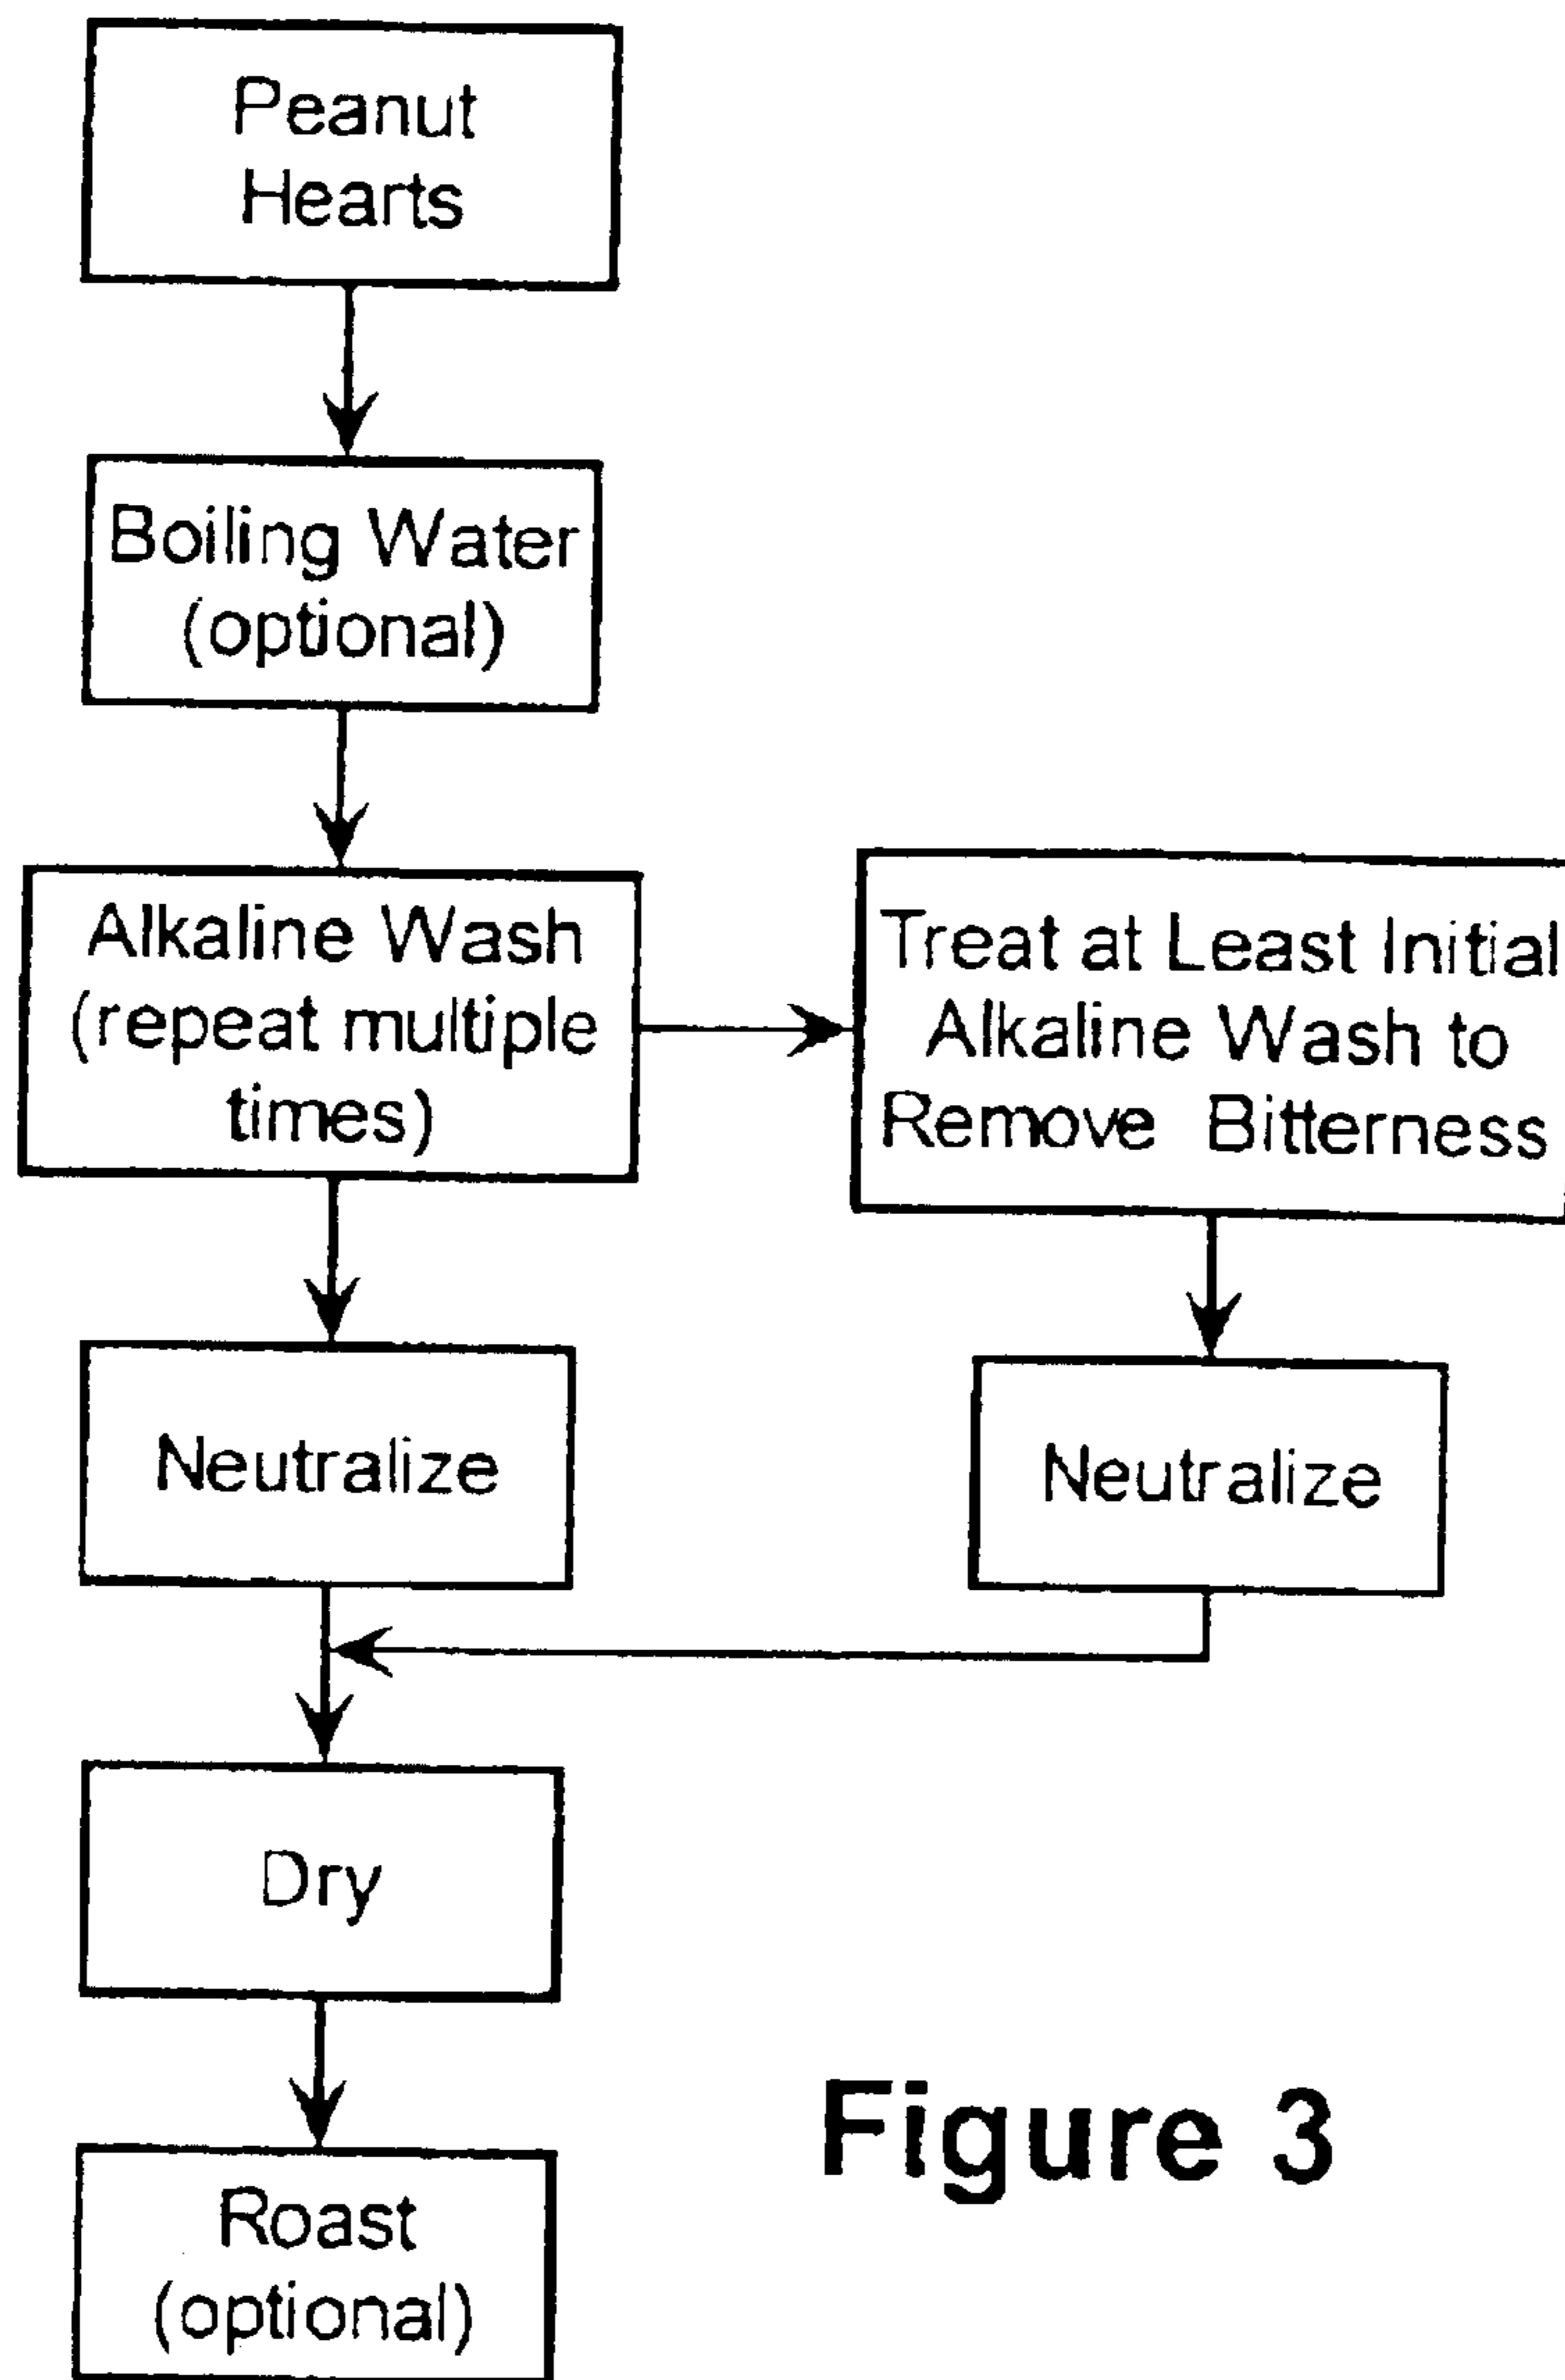 Peanut
Hearts
Boiling Water
(optional)
Alkaline Wash
(repeat multiple
times)
Treat at Least Initial
Alkaline Wash to
Remove Bitterness
Neutralize
Neutralize
Dry
Roast
(optional)
Figure 3